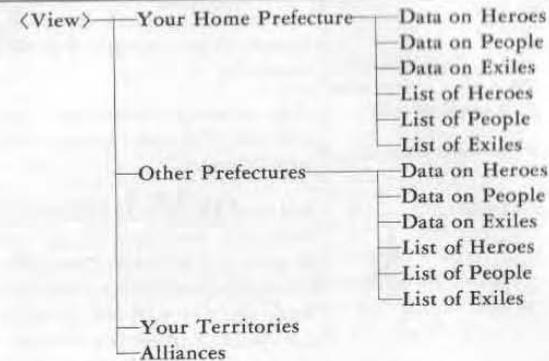 〈View〉 Your Home Prefecture Data on Heroes
Data on People
Data on Exiles
List of Heroes
List of People
List of Exiles
Other Prefectures Data on Heroes
Data on People
Data on Exiles
List of Heroes
List of People
List of Exiles
Your Territories
Alliances